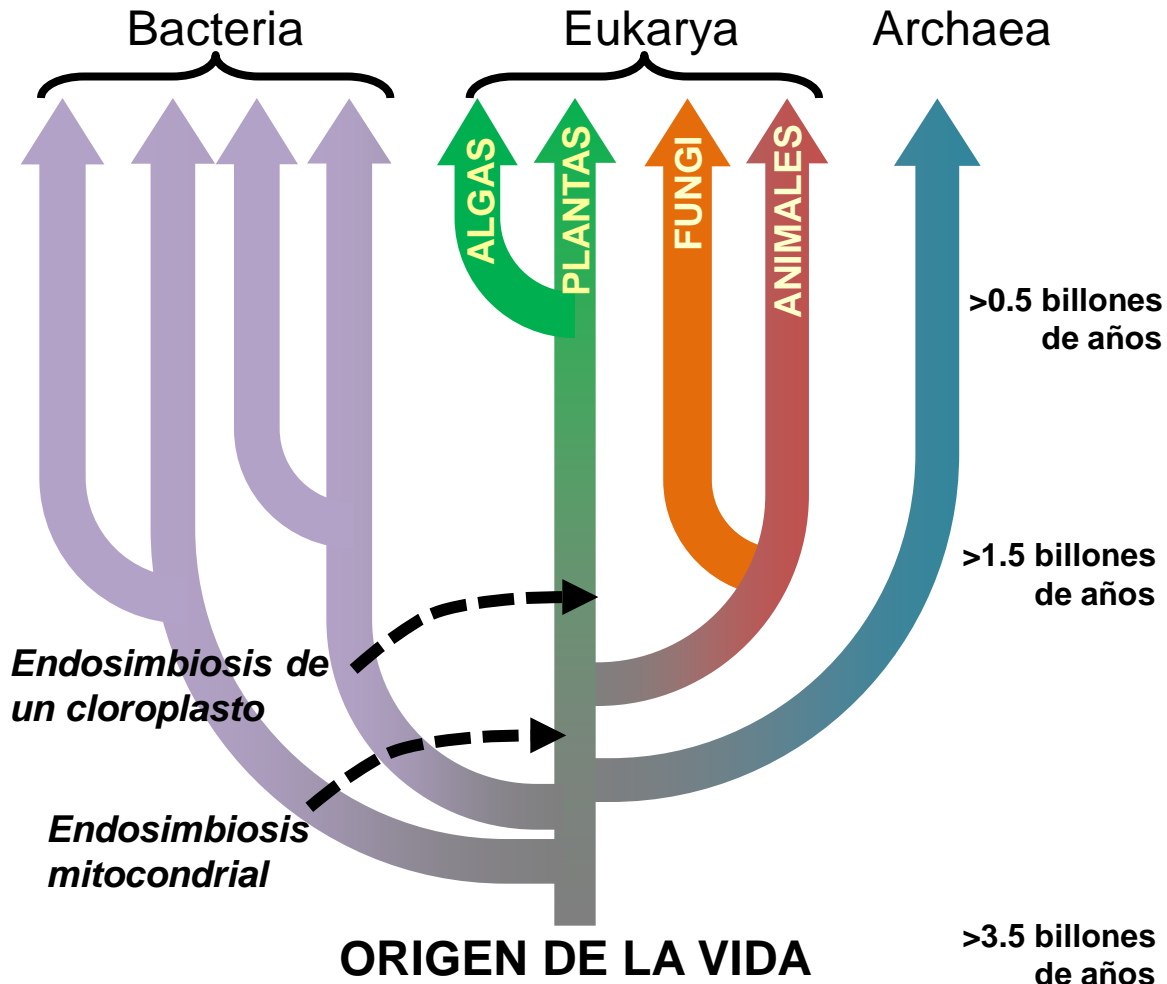 Bacteria
Eukarya
Archaea
ALGAS
PLANTAS
FUNGI
ANIMALES
>0.5 billones
de años
>1.5 billones
de años
Endosimbiosis de
un cloroplasto
Endosimbiosis
mitocondrial
ORIGEN DE LA VIDA
>3.5 billones
de años